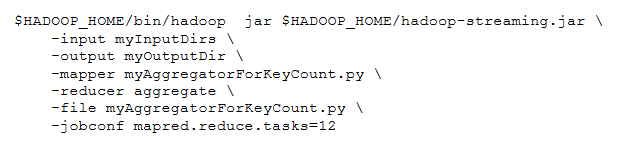 $HADOOP_HOME/bin/hadoop  jar $HADOOP_HOME/hadoop-streaming.jar \
    -input myInputDirs \
    -output myOutputDir \
    -mapper myAggregatorForKeyCount.py \
    -reducer aggregate \
    -file myAggregatorForKeyCount.py \
    -jobconf mapred.reduce.tasks=12